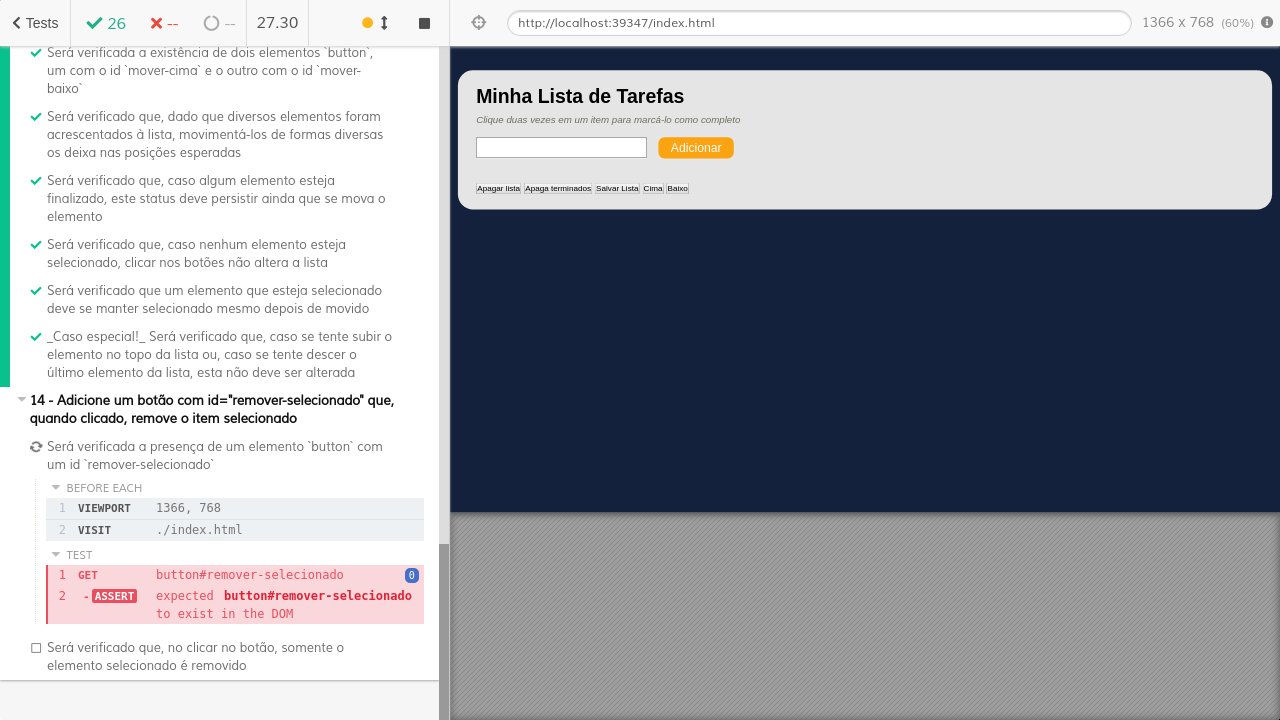 Tests
26
--
--
27.30
http://localhost:39347/index.html
1366 x 768 (60%)
Será verificada a existência de dois elementos `button`,
um com o id `mover-cima` e o outro com o id `mover-
baixo`
Será verificado que, dado que diversos elementos foram
acrescentados à lista, movimentá-los de formas diversas
os deixa nas posições esperadas
Será verificado que, caso algum elemento esteja
finalizado, este status deve persistir ainda que se mova o
elemento
Será verificado que, caso nenhum elemento esteja
selecionado, clicar nos botões não altera a lista
Será verificado que um elemento que esteja selecionado
deve se manter selecionado mesmo depois de movido
_Caso especial!_ Será verificado que, caso se tente subir o
elemento no topo da lista ou, caso se tente descer o
último elemento da lista, esta não deve ser alterada
14 - Adicione um botão com id="remover-selecionado" que,
quando clicado, remove o item selecionado
Será verificada a presença de um elemento `button` com
um id `remover-selecionado`
BEFORE EACH
1 VIEWPORT 1366, 768
2 VISIT ./index.html
TEST
1 GET button#remover-selecionado 0
2 -ASSERT expected button#remover-selecionado
to exist in the DOM
Será verificado que, no clicar no botão, somente o
elemento selecionado é removido
Minha Lista de Tarefas
Clique duas vezes em um item para marcá-lo como completo
Adicionar
Apagar lista Apaga terminados Salvar Lista Cima Baixo